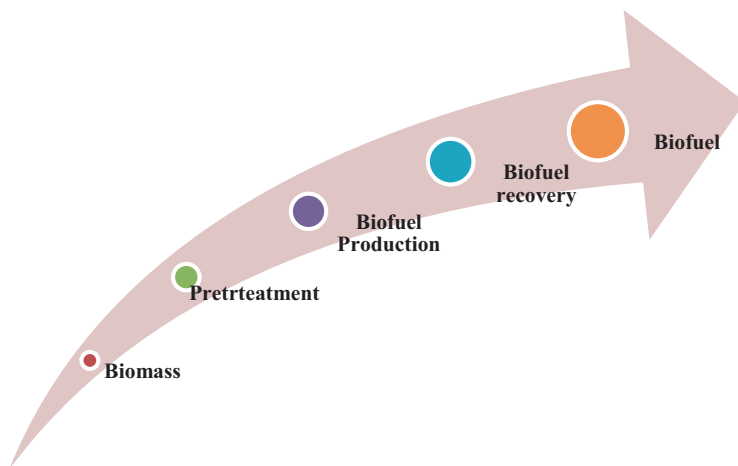 Biofuel
Biofuel
recovery
Biofuel
Production
Pretrteatment
Biomass